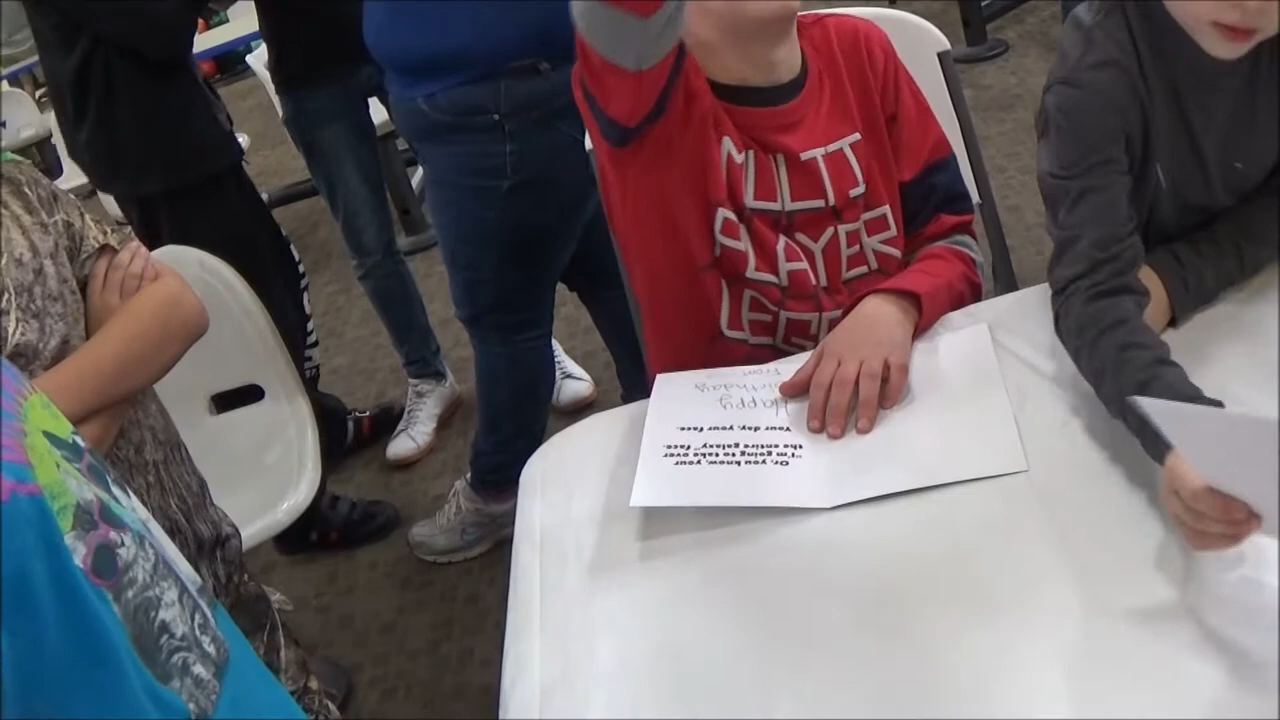 MULTI
PLAYER
LEGE
Or, you know, your
"I'm going to take over
the entire galaxy" face.
Your day, your face.
Happy
Birthday
From